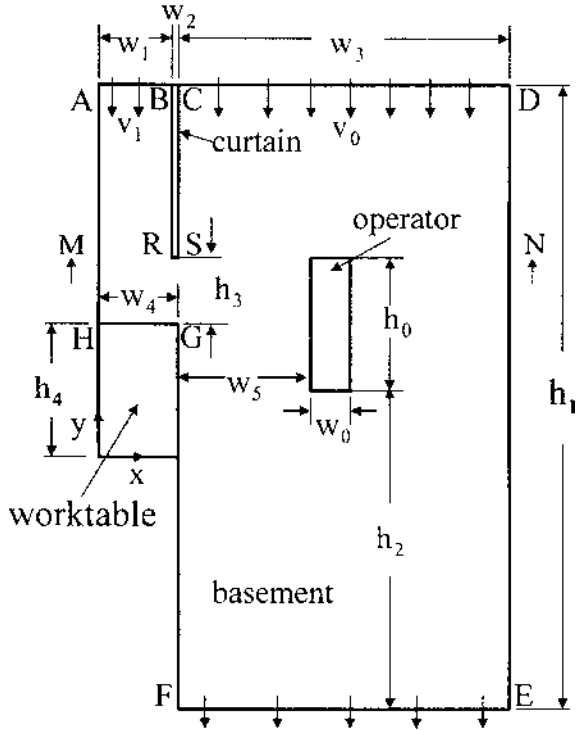 w₂
w₁ w₃
A B C D
v₁ v₀
curtain
operator
M R S N
w₄ h₃
h₀
H G
h₄ w₅ h₁
w₀
y
x
worktable h₂
basement
F E